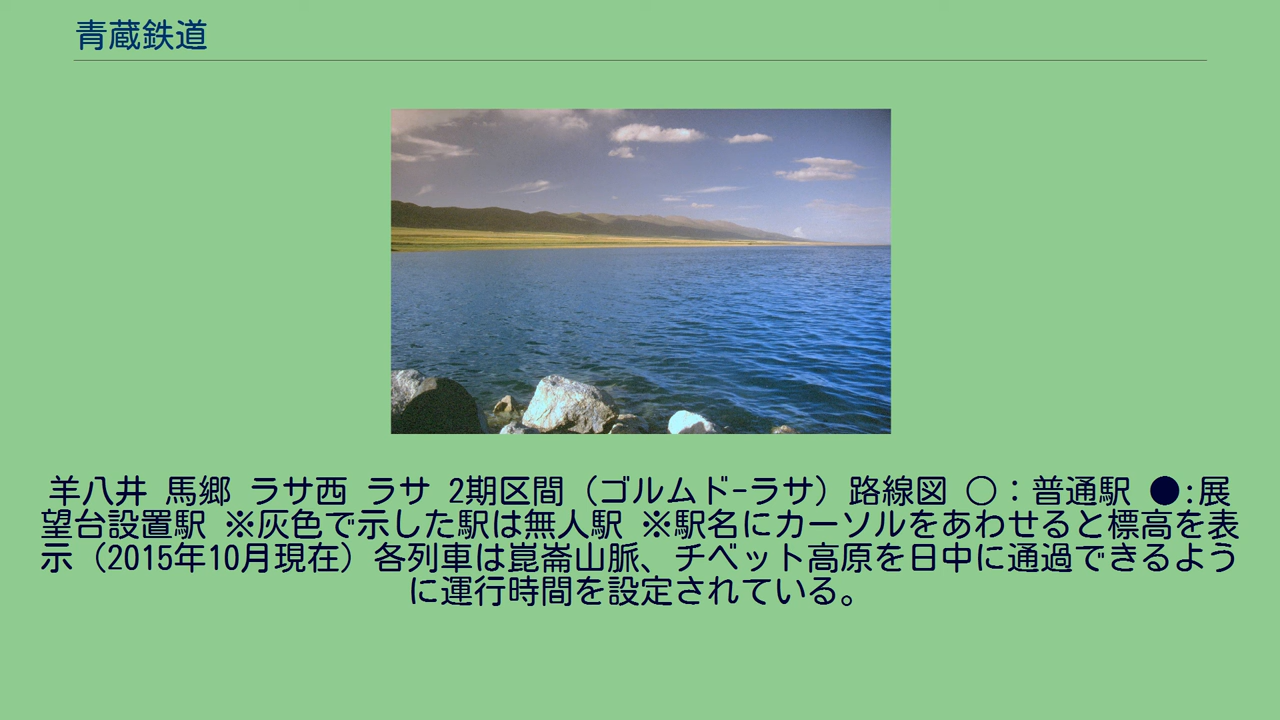 青蔵鉄道
羊八井 馬郷 ラサ西 ラサ 2期区間（ゴルムド-ラサ）路線図 ○：普通駅 ●:展
望台設置駅 ※灰色で示した駅は無人駅 ※駅名にカーソルをあわせると標高を表
示（2015年10月現在）各列車は崑崙山脈、チベット高原を日中に通過できるよう
に運行時間を設定されている。